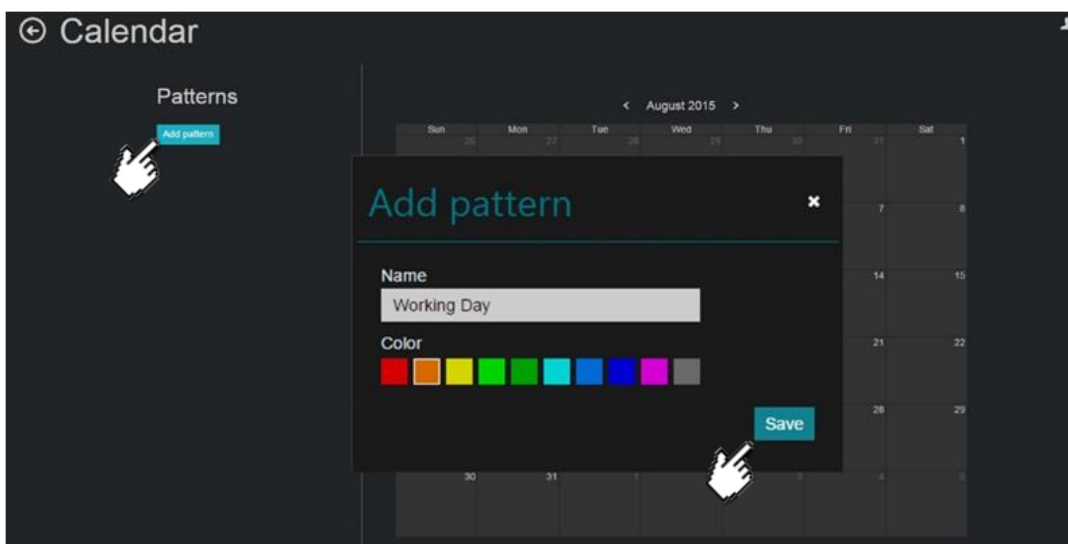 Calendar
Patterns
Add pattern
< August 2015 >
Sun Mon Tue Wed Thu Fri Sat
26 27 28 29 30 31 1
Add pattern
7 8
Name
Working Day
14 15
Color
21 22
Save
28 29
30 31 1 3 4 5